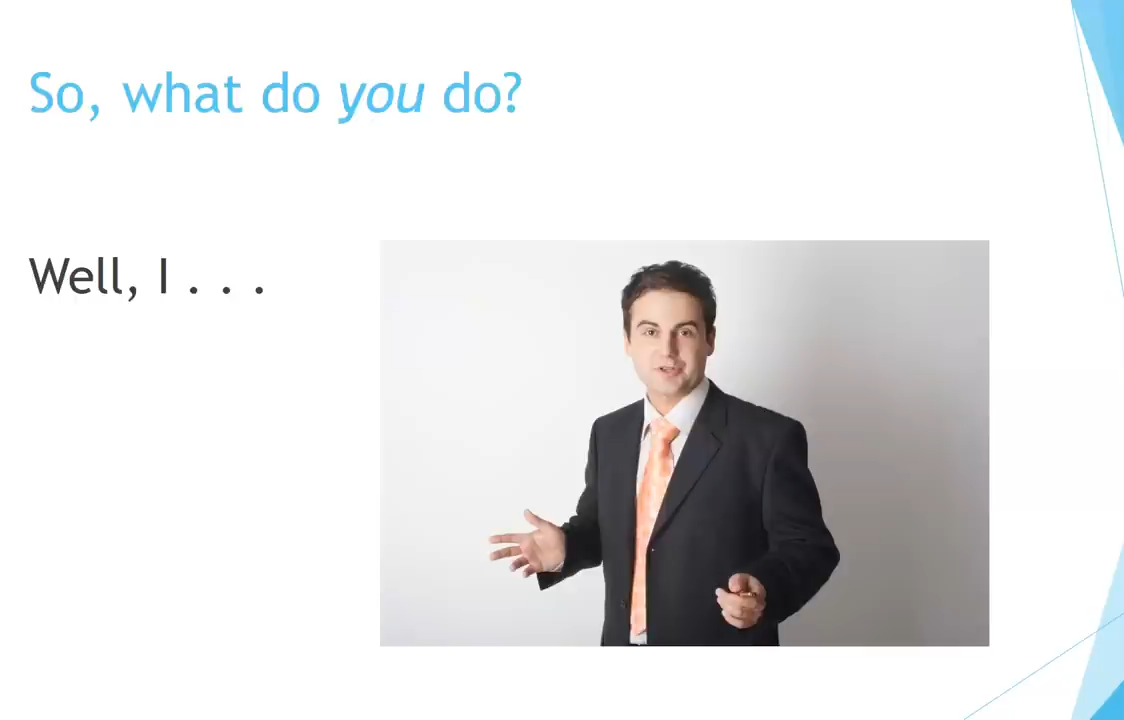 So, what do you do?
Well, I . . .